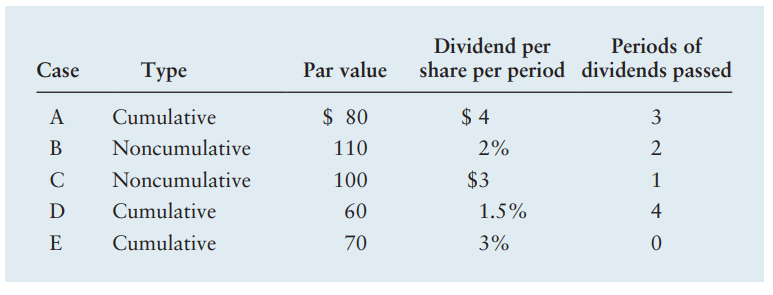 Dividend per Periods of
Case Type Par value share per period dividends passed
A Cumulative $ 80 $ 4 3
B Noncumulative 110 2% 2
C Noncumulative 100 $3 1
D Cumulative 60 1.5% 4
E Cumulative 70 3% 0